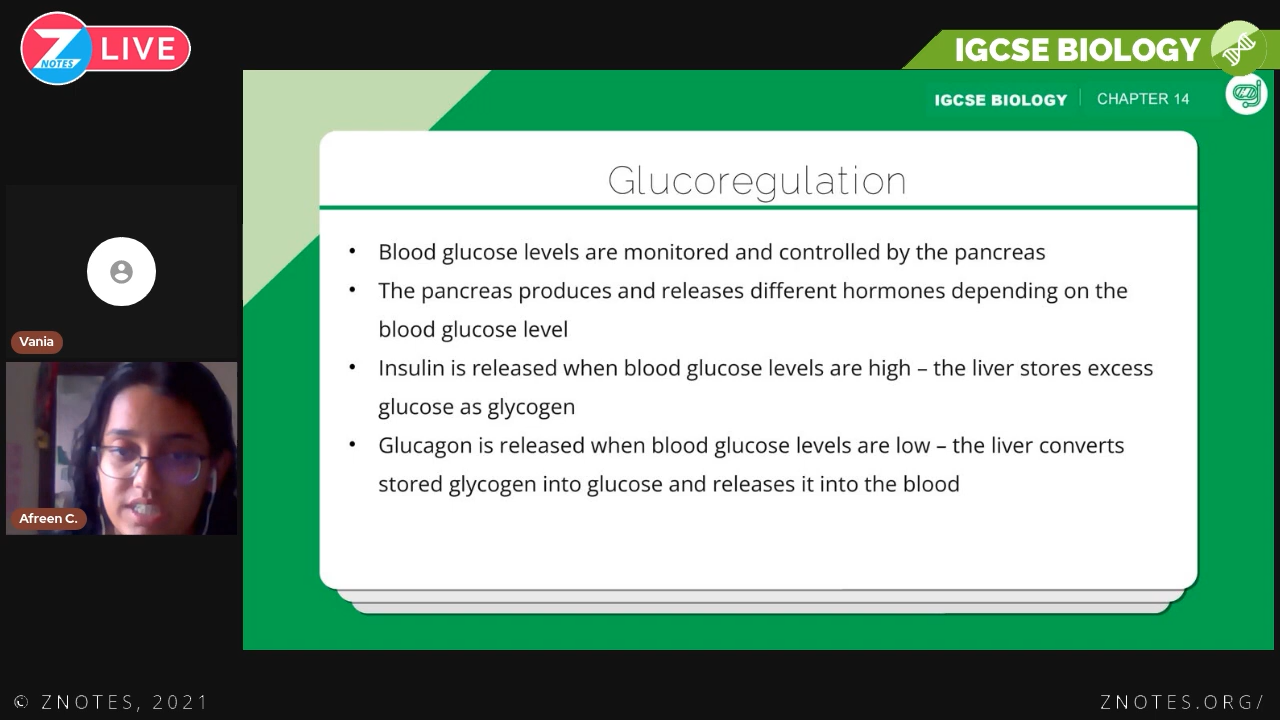 Z NOTES LIVE
IGCSE BIOLOGY
IGCSE BIOLOGY | CHAPTER 14
Glucoregulation
• Blood glucose levels are monitored and controlled by the pancreas
• The pancreas produces and releases different hormones depending on the
blood glucose level
• Insulin is released when blood glucose levels are high – the liver stores excess
glucose as glycogen
• Glucagon is released when blood glucose levels are low – the liver converts
stored glycogen into glucose and releases it into the blood
Vania
Afreen C.
© ZNOTES, 2021
ZNOTES.ORG/